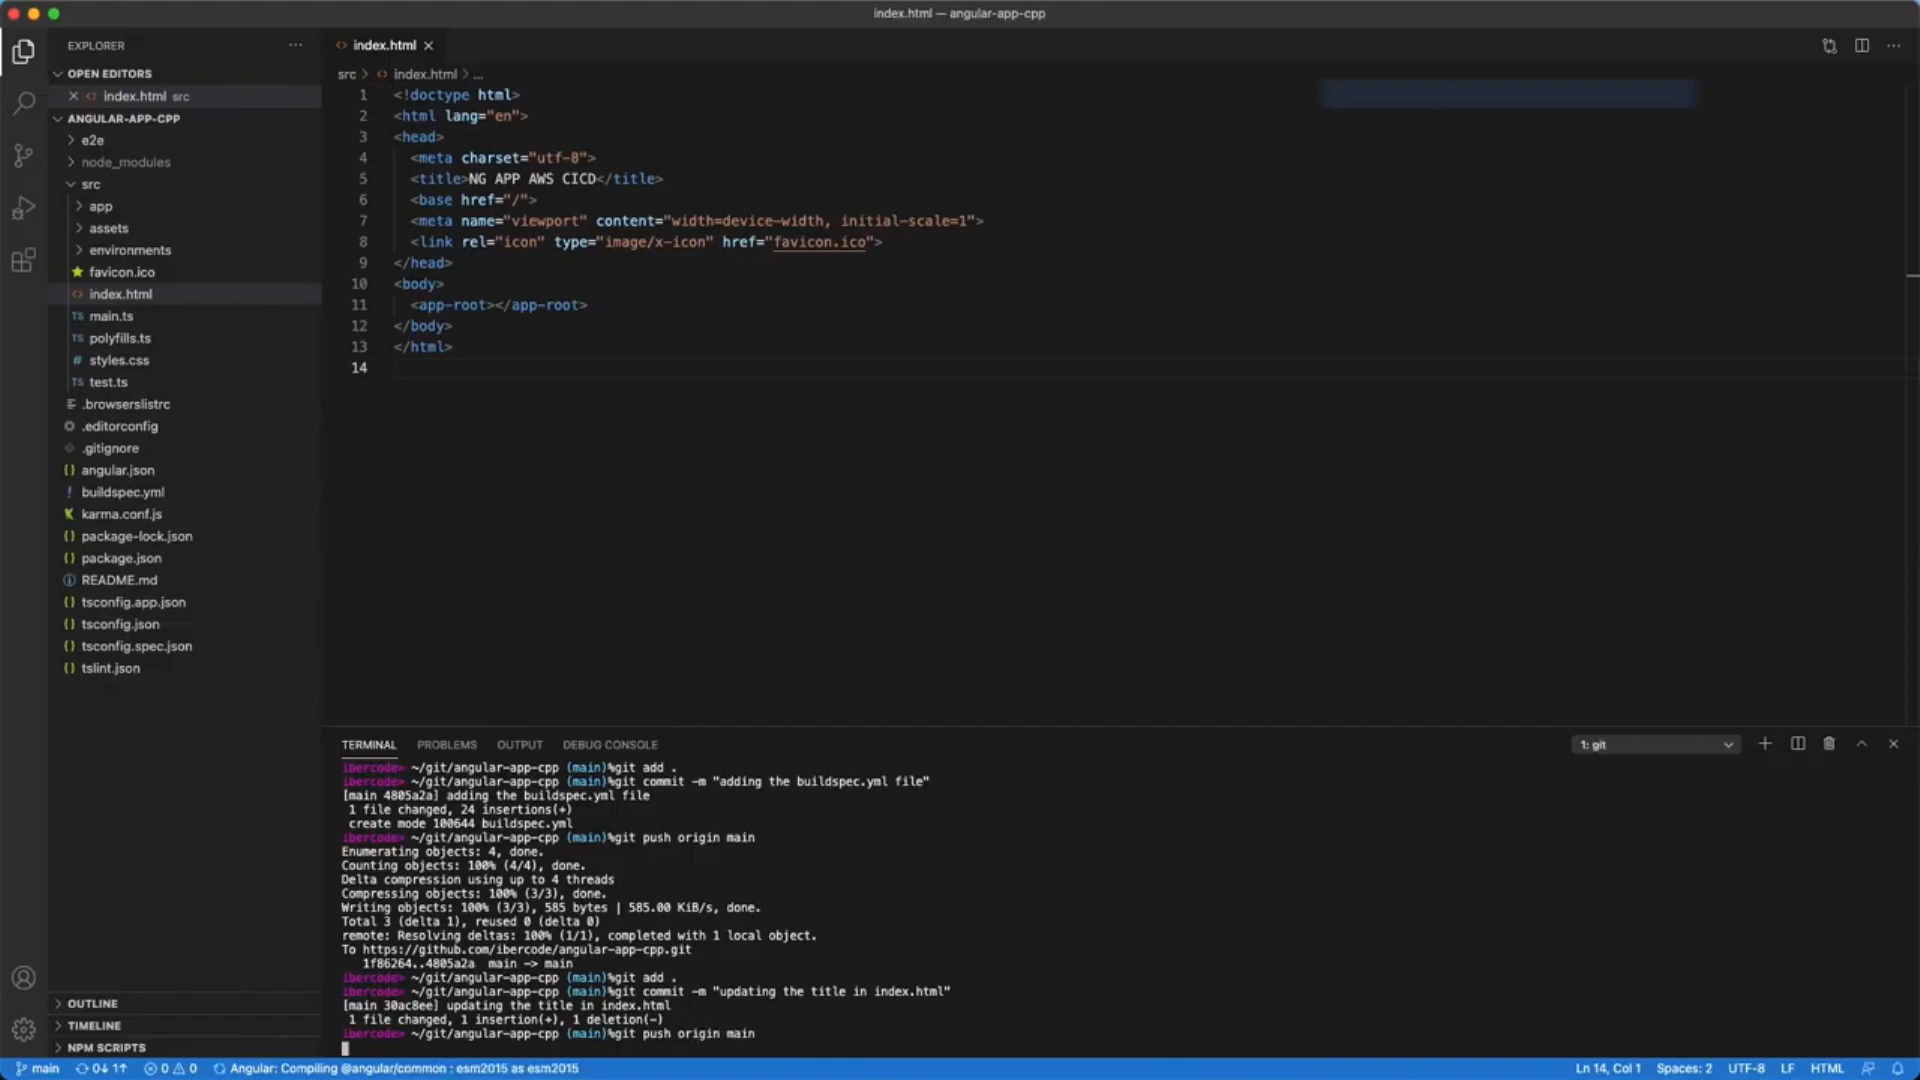 index.html — angular-app-cpp
EXPLORER
OPEN EDITORS
index.html src
ANGULAR-APP-CPP
e2e
node_modules
src
app
assets
environments
favicon.ico
index.html
main.ts
polyfills.ts
styles.css
test.ts
.browserslistrc
.editorconfig
.gitignore
angular.json
buildspec.yml
karma.conf.js
package-lock.json
package.json
README.md
tsconfig.app.json
tsconfig.json
tsconfig.spec.json
tslint.json
OUTLINE
TIMELINE
NPM SCRIPTS
index.html
src > index.html > ...
1 <!doctype html>
2 <html lang="en">
3 <head>
4 <meta charset="utf-8">
5 <title>NG APP AWS CICD</title>
6 <base href="/">
7 <meta name="viewport" content="width=device-width, initial-scale=1">
8 <link rel="icon" type="image/x-icon" href="favicon.ico">
9 </head>
10 <body>
11 <app-root></app-root>
12 </body>
13 </html>
14
TERMINAL PROBLEMS OUTPUT DEBUG CONSOLE
1: git
ibercode> ~/git/angular-app-cpp (main)%git add .
ibercode> ~/git/angular-app-cpp (main)%git commit -m "adding the buildspec.yml file"
[main 4805a2a] adding the buildspec.yml file
1 file changed, 24 insertions(+)
create mode 100644 buildspec.yml
ibercode> ~/git/angular-app-cpp (main)%git push origin main
Enumerating objects: 4, done.
Counting objects: 100% (4/4), done.
Delta compression using up to 4 threads
Compressing objects: 100% (3/3), done.
Writing objects: 100% (3/3), 585 bytes | 585.00 KiB/s, done.
Total 3 (delta 1), reused 0 (delta 0)
remote: Resolving deltas: 100% (1/1), completed with 1 local object.
To https://github.com/ibercode/angular-app-cpp.git
1f86264..4805a2a main -> main
ibercode> ~/git/angular-app-cpp (main)%git add .
ibercode> ~/git/angular-app-cpp (main)%git commit -m "updating the title in index.html"
[main 30ac8ee] updating the title in index.html
1 file changed, 1 insertion(+), 1 deletion(-)
ibercode> ~/git/angular-app-cpp (main)%git push origin main
main 0↓ 1↑ 0 0 Angular: Compiling @angular/common : esm2015 as esm2015
Ln 14, Col 1 Spaces: 2 UTF-8 LF HTML